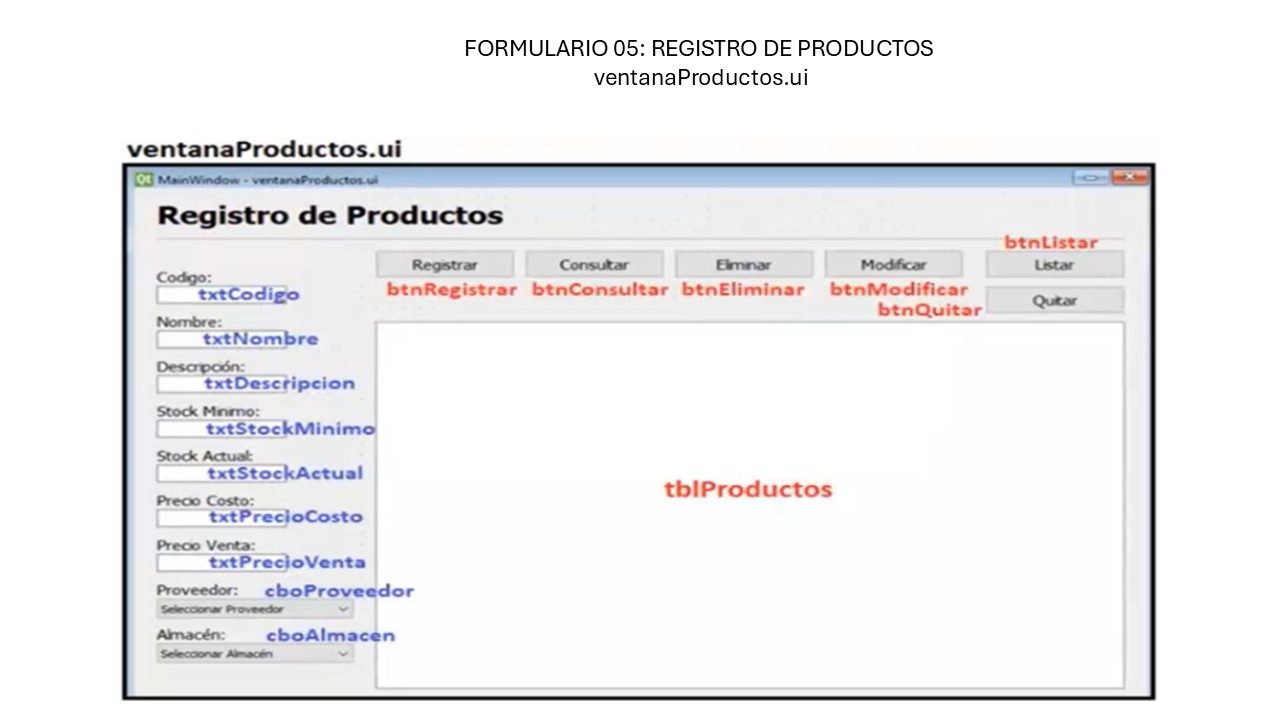 FORMULARIO 05: REGISTRO DE PRODUCTOS
ventanaProductos.ui
ventanaProductos.ui
MainWindow - ventanaProductos.ui
Registro de Productos
btnListar
Registrar Consultar Eliminar Modificar Listar
btnRegistrar btnConsultar btnEliminar btnModificar
btnQuitar Quitar
Codigo:
txtCodigo
Nombre:
txtNombre
Descripción:
txtDescripcion
Stock Minimo:
txtStockMinimo
Stock Actual:
txtStockActual
Precio Costo:
txtPrecioCosto
Precio Venta:
txtPrecioVenta
Proveedor: cboProveedor
Seleccionar Proveedor
Almacén: cboAlmacen
Seleccionar Almacén
tblProductos